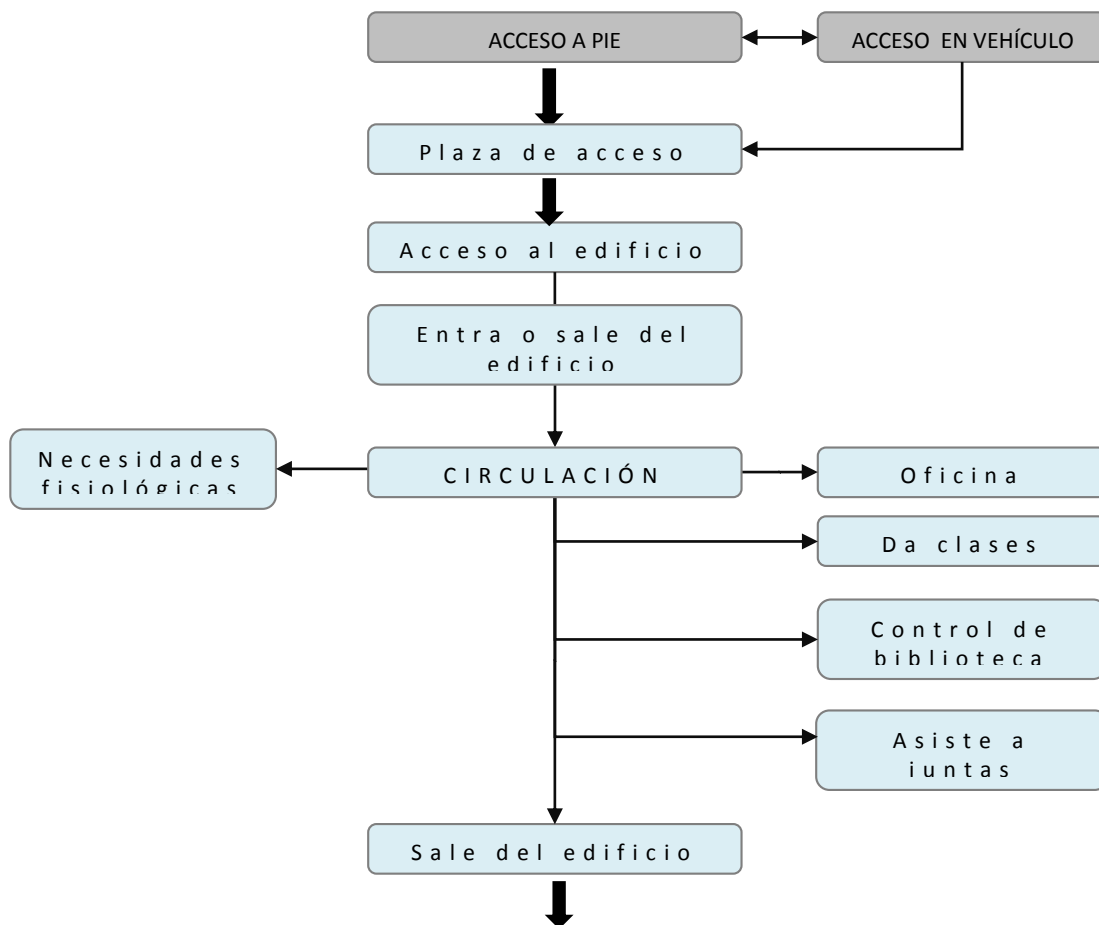 ACCESO A PIE
ACCESO EN VEHÍCULO
Plaza de acceso
Acceso al edificio
Entra o sale del
edificio
Necesidades
fisiológicas
CIRCULACIÓN
Oficina
Da clases
Control de
biblioteca
Asiste a
juntas
Sale del edificio